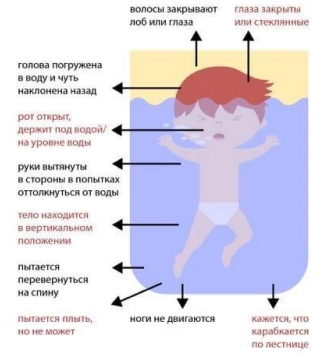 волосы закрывают
лоб или глаза
глаза закрыты
или стеклянные
голова погружена
в воду и чуть
наклонена назад
рот открыт,
держит под водой/
на уровне воды
руки вытянуты
в стороны в попытках
оттолкнуться от воды
тело находится
в вертикальном
положении
пытается
перевернуться
на спину
пытается плыть,
но не может
ноги не двигаются
кажется, что
карабкается
по лестнице